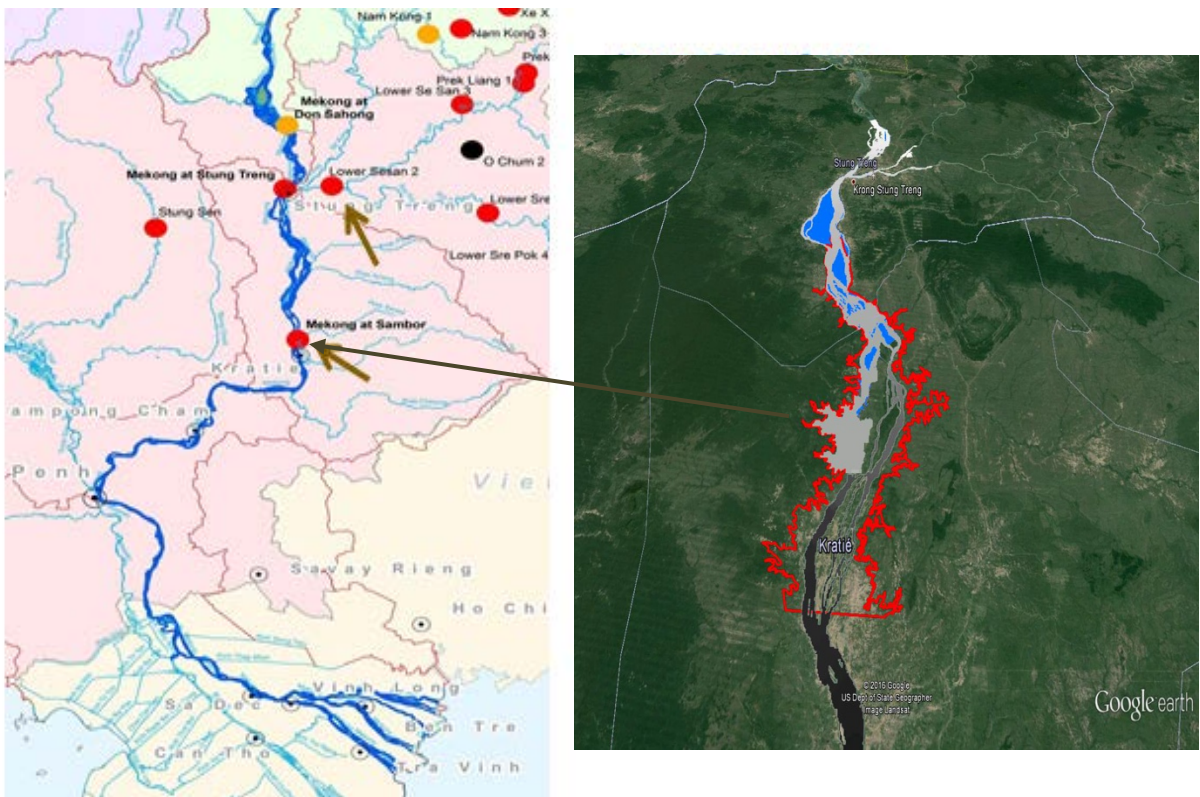 Nam Kong 1
Xe X
Nam Kong 3
Prek
Prek Liang 1
Lower Se San 3
Mekong at
Don Sahong
O Chum 2
Mekong at Stung Treng
Lower Sesan 2
Stung Treng
Lower Sre
Stung Sen
Lower Sre Pok 4
Mekong at Sambor
Kratie
ampong Cham
Penh
Vie
Savay Rieng
Ho Chi
Vinh Long
Sa Dec
Ben Tre
Can Tho
Tra Vinh
Stung Treng
Krong Stung Treng
Kratié
© 2016 Google
US Dept of State Geographer
Image Landsat
Google earth